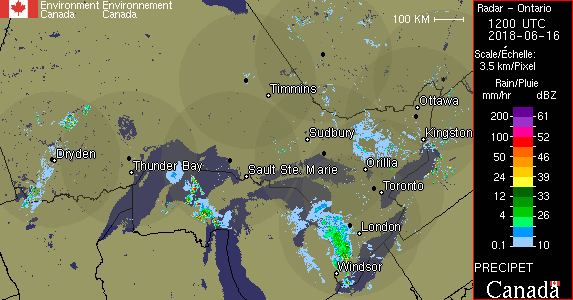 Environment Environnement
Canada Canada
100 KM
Timmins
Ottawa
Sudbury
Kingston
Dryden
Thunder Bay
Sault Ste. Marie
Orillia
Toronto
London
Windsor
Radar - Ontario
1200 UTC
2018-06-16
Scale/Échelle:
3.5 km/Pixel
Rain/Pluie
mm/hr dBZ
200 61
100 52
50 46
24 39
12 33
4 26
2 20
0.1 10
PRECIPET
Canada